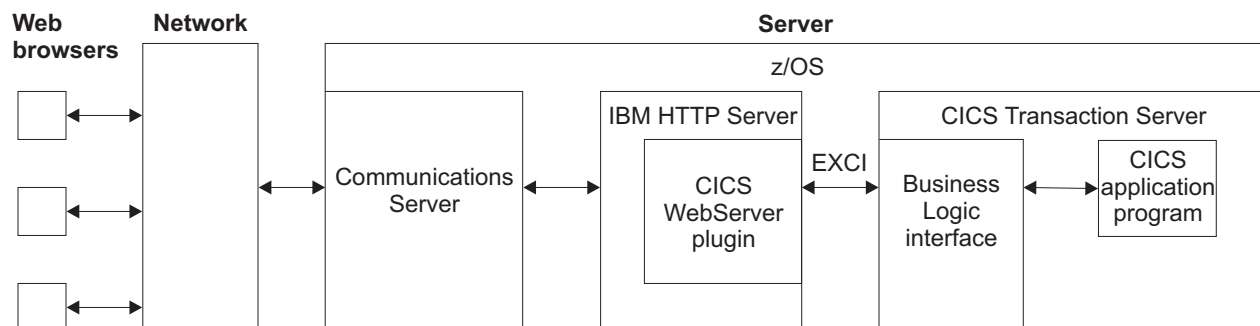 Web
browsers
Network
Server
z/OS
Communications
Server
IBM HTTP Server
CICS
WebServer
plugin
EXCI
CICS Transaction Server
Business
Logic
interface
CICS
application
program